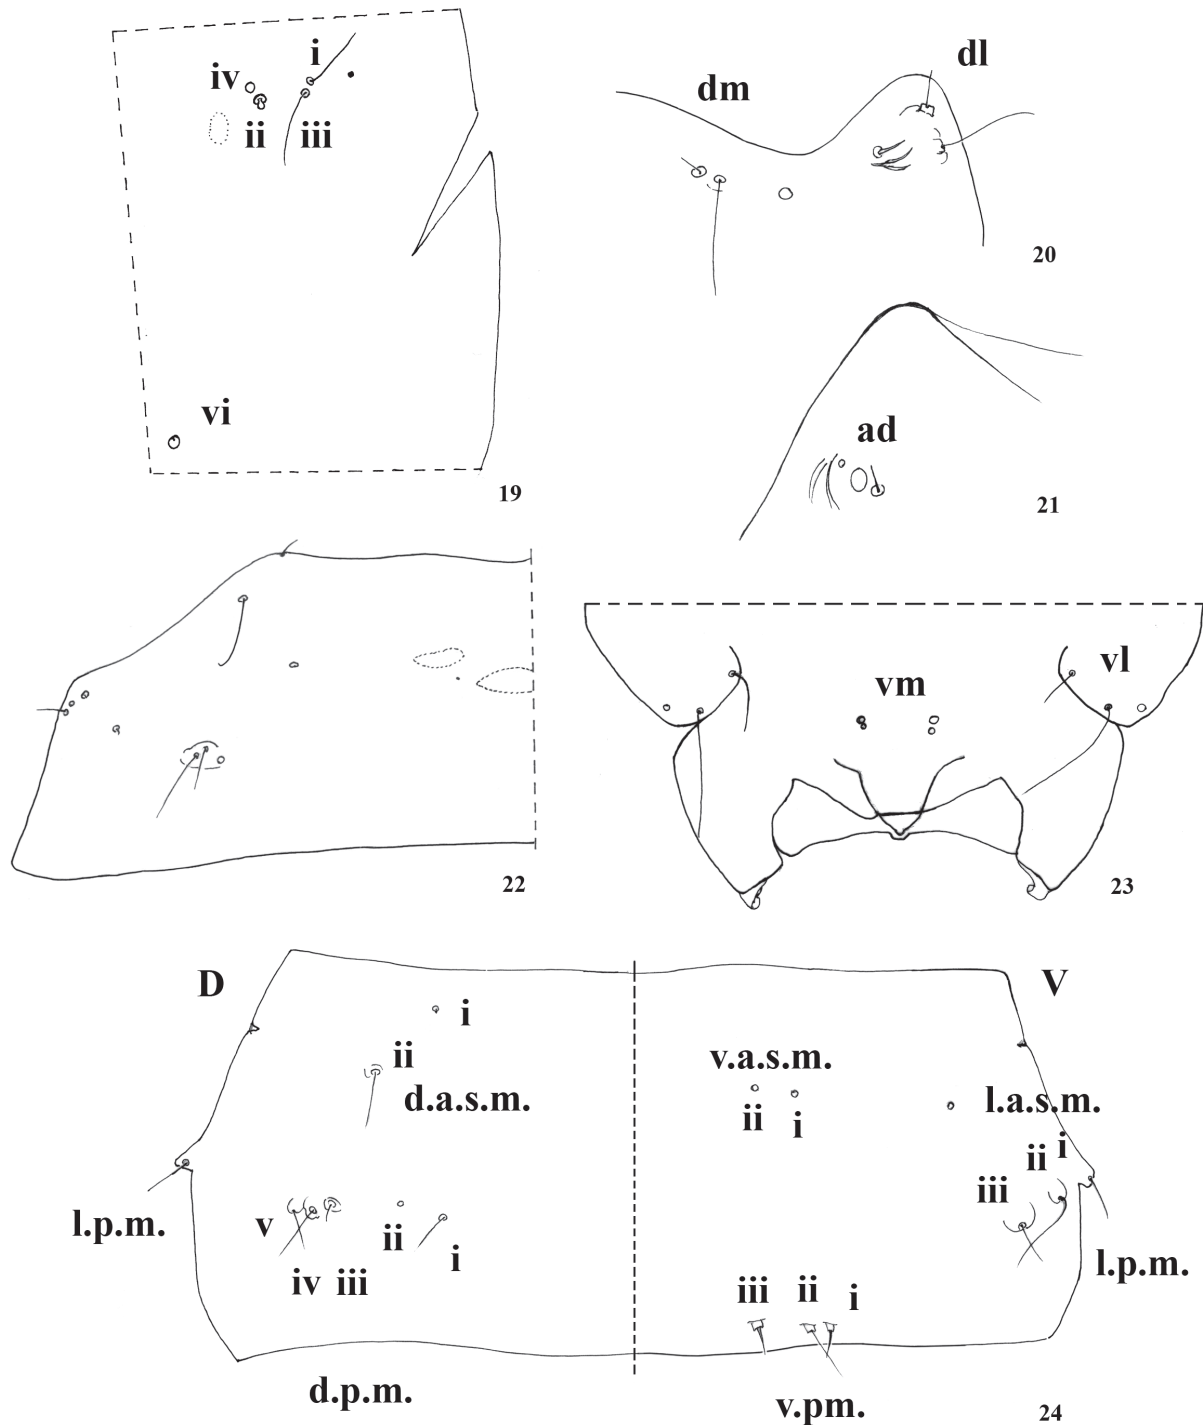 i
iv
ii iii
vi
19
dl
dm
20
ad
21
22
vl
vm
23
D V
i
ii
d.a.s.m.
v.a.s.m.
ii i
l.a.s.m.
i
ii
iii
l.p.m.
v
ii
i
iv iii
l.p.m.
iii ii i
d.p.m.
v.pm.
24